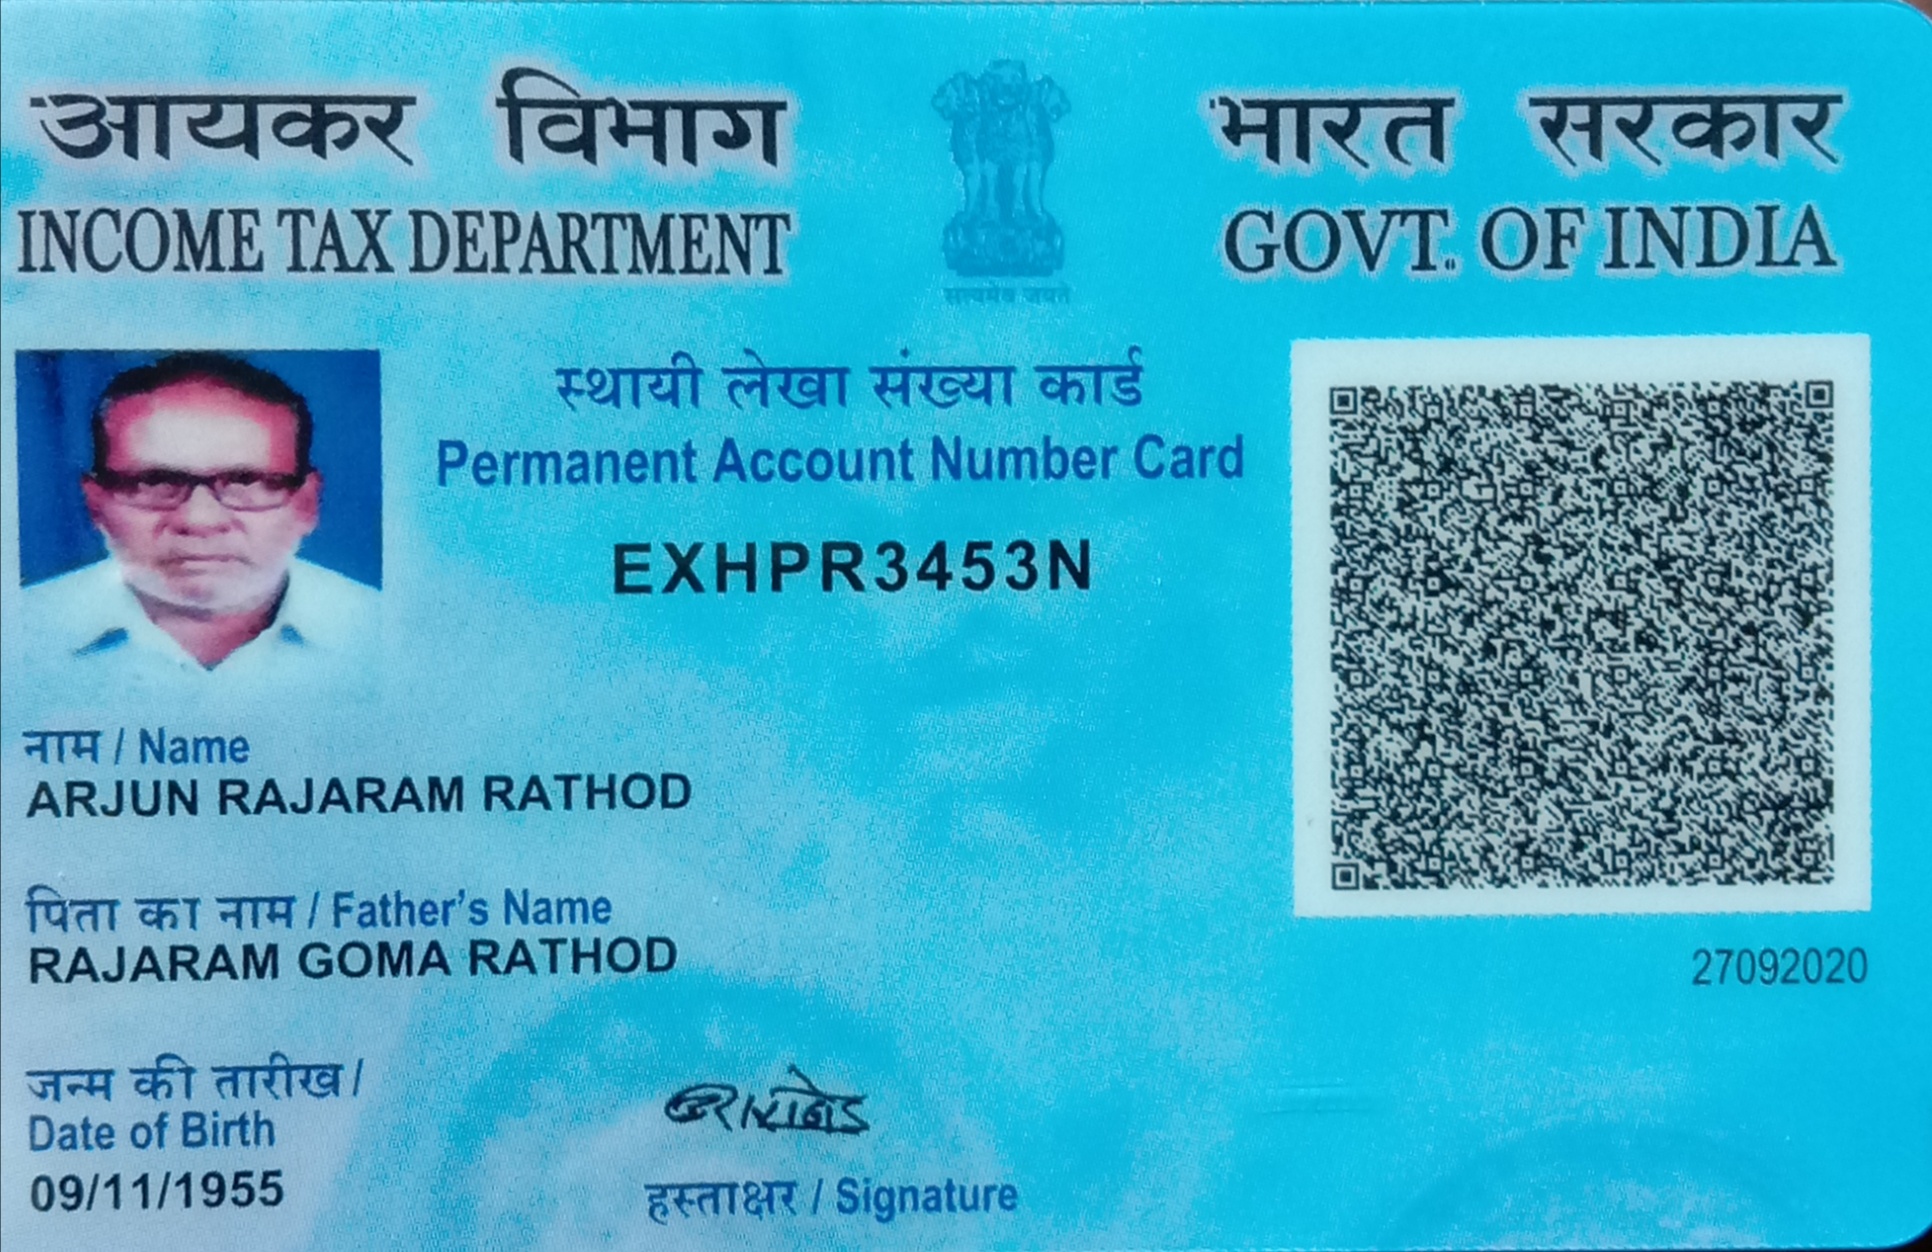 आयकर विभाग
INCOME TAX DEPARTMENT
सत्यमेव जयते
भारत सरकार
GOVT. OF INDIA
स्थायी लेखा संख्या कार्ड
Permanent Account Number Card
EXHPR3453N
नाम / Name
ARJUN RAJARAM RATHOD
पिता का नाम / Father's Name
RAJARAM GOMA RATHOD
27092020
जन्म की तारीख /
Date of Birth
09/11/1955
हस्ताक्षर / Signature